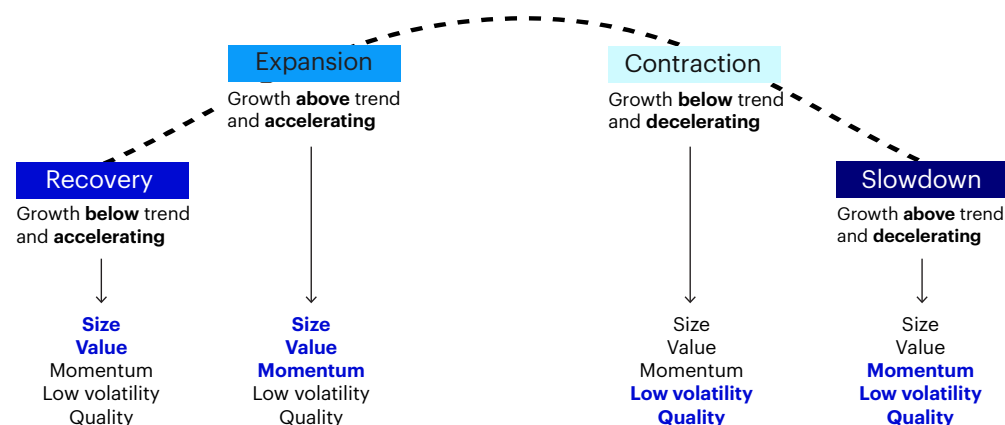 Expansion
Growth above trend
and accelerating
Contraction
Growth below trend
and decelerating
Recovery
Growth below trend
and accelerating
Slowdown
Growth above trend
and decelerating
Size
Value
Momentum
Low volatility
Quality
Size
Value
Momentum
Low volatility
Quality
Size
Value
Momentum
Low volatility
Quality
Size
Value
Momentum
Low volatility
Quality